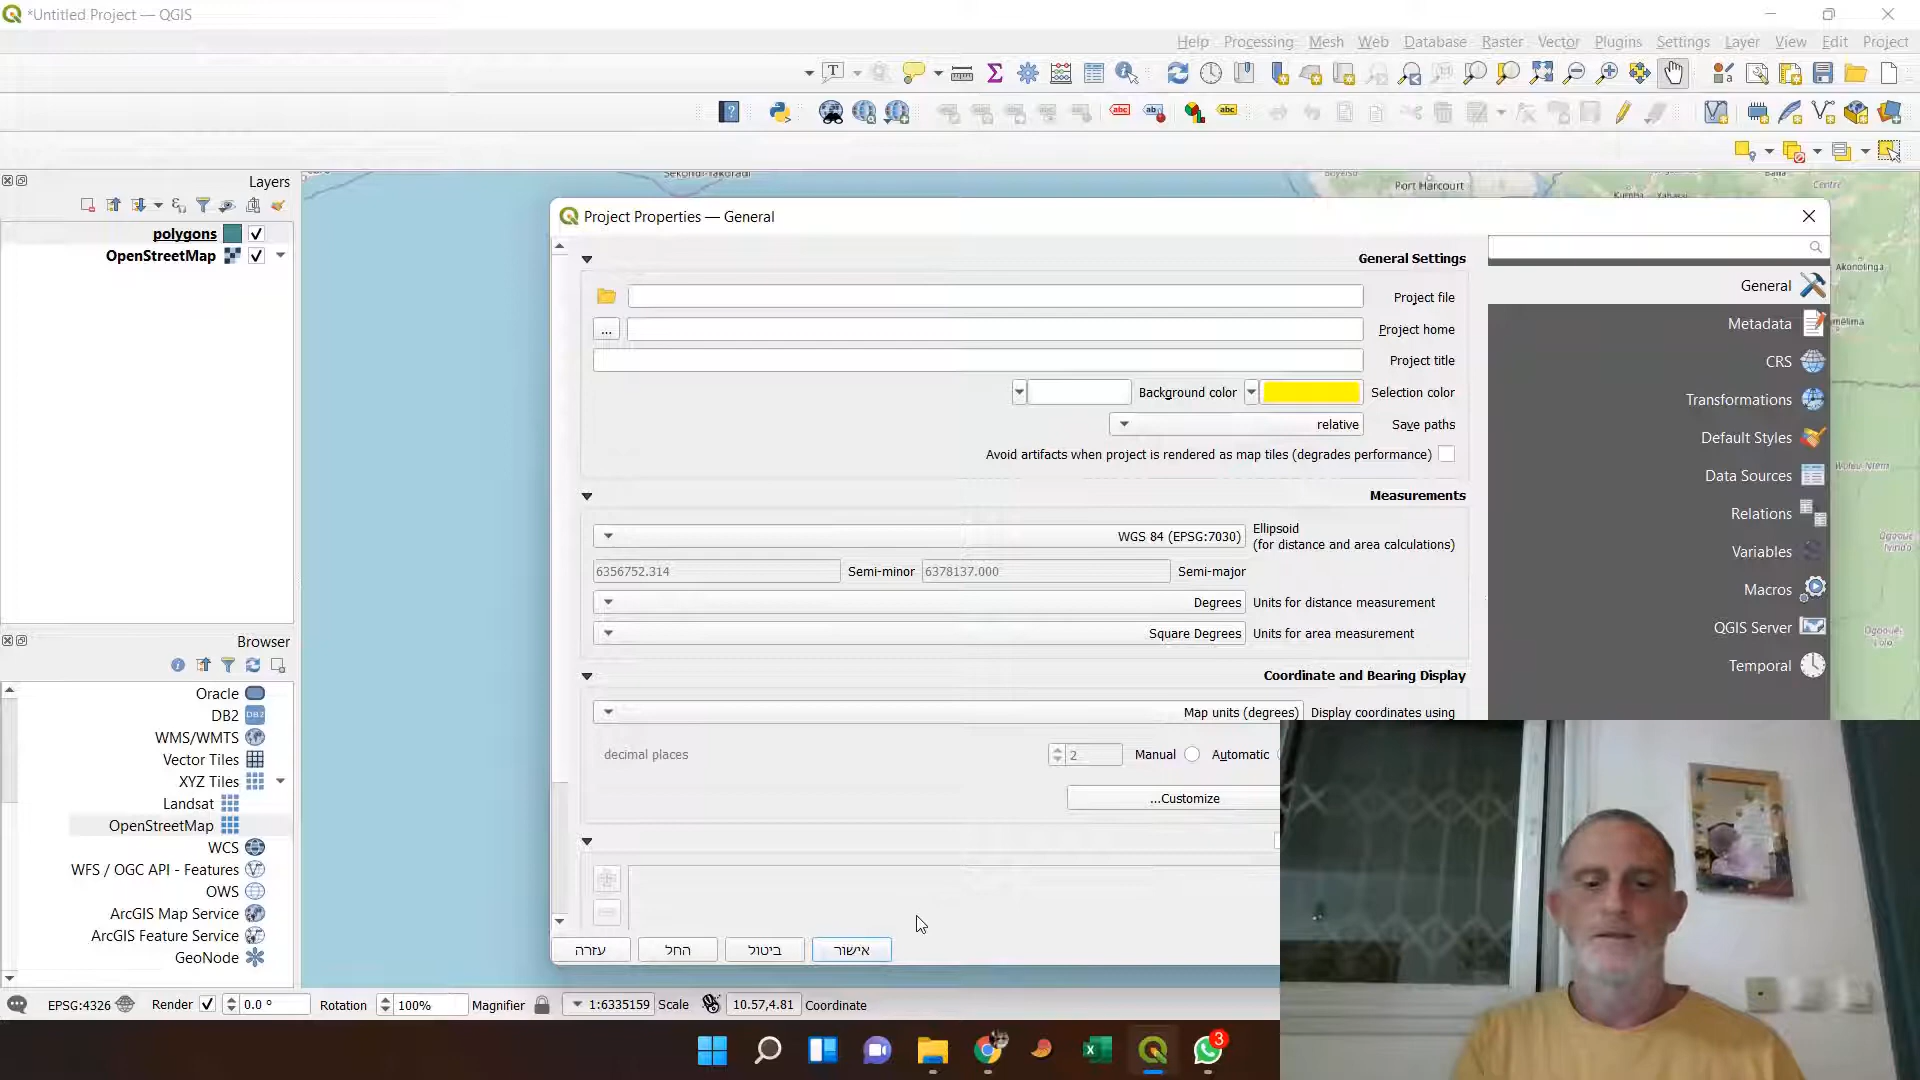 *Untitled Project — QGIS
Project Edit View Layer Settings Plugins Vector Raster Database Web Mesh Processing Help
Layers
polygons
OpenStreetMap
Browser
Oracle
DB2
WMS/WMTS
Vector Tiles
XYZ Tiles
Landsat
OpenStreetMap
WCS
WFS / OGC API - Features
OWS
ArcGIS Map Service
ArcGIS Feature Service
GeoNode
Sekondi-Takoradi
Port Harcourt
Centre
Akonolinga
Project Properties — General
General Settings
Project file
Project home
...
Project title
Selection color
Background color
Save paths
relative
Avoid artifacts when project is rendered as map tiles (degrades performance)
Measurements
Ellipsoid
(for distance and area calculations)
WGS 84 (EPSG:7030)
Semi-major
6378137.000
Semi-minor
6356752.314
Units for distance measurement
Degrees
Units for area measurement
Square Degrees
Coordinate and Bearing Display
Display coordinates using
Map units (degrees)
Automatic
Manual
2
decimal places
...Customize
אישור
ביטול
החל
עזרה
General
Metadata
CRS
Transformations
Default Styles
Data Sources
Relations
Variables
Macros
QGIS Server
Temporal
Coordinate
10.57,4.81
Scale
1:6335159
Magnifier
100%
Rotation
0.0 °
Render
EPSG:4326
3